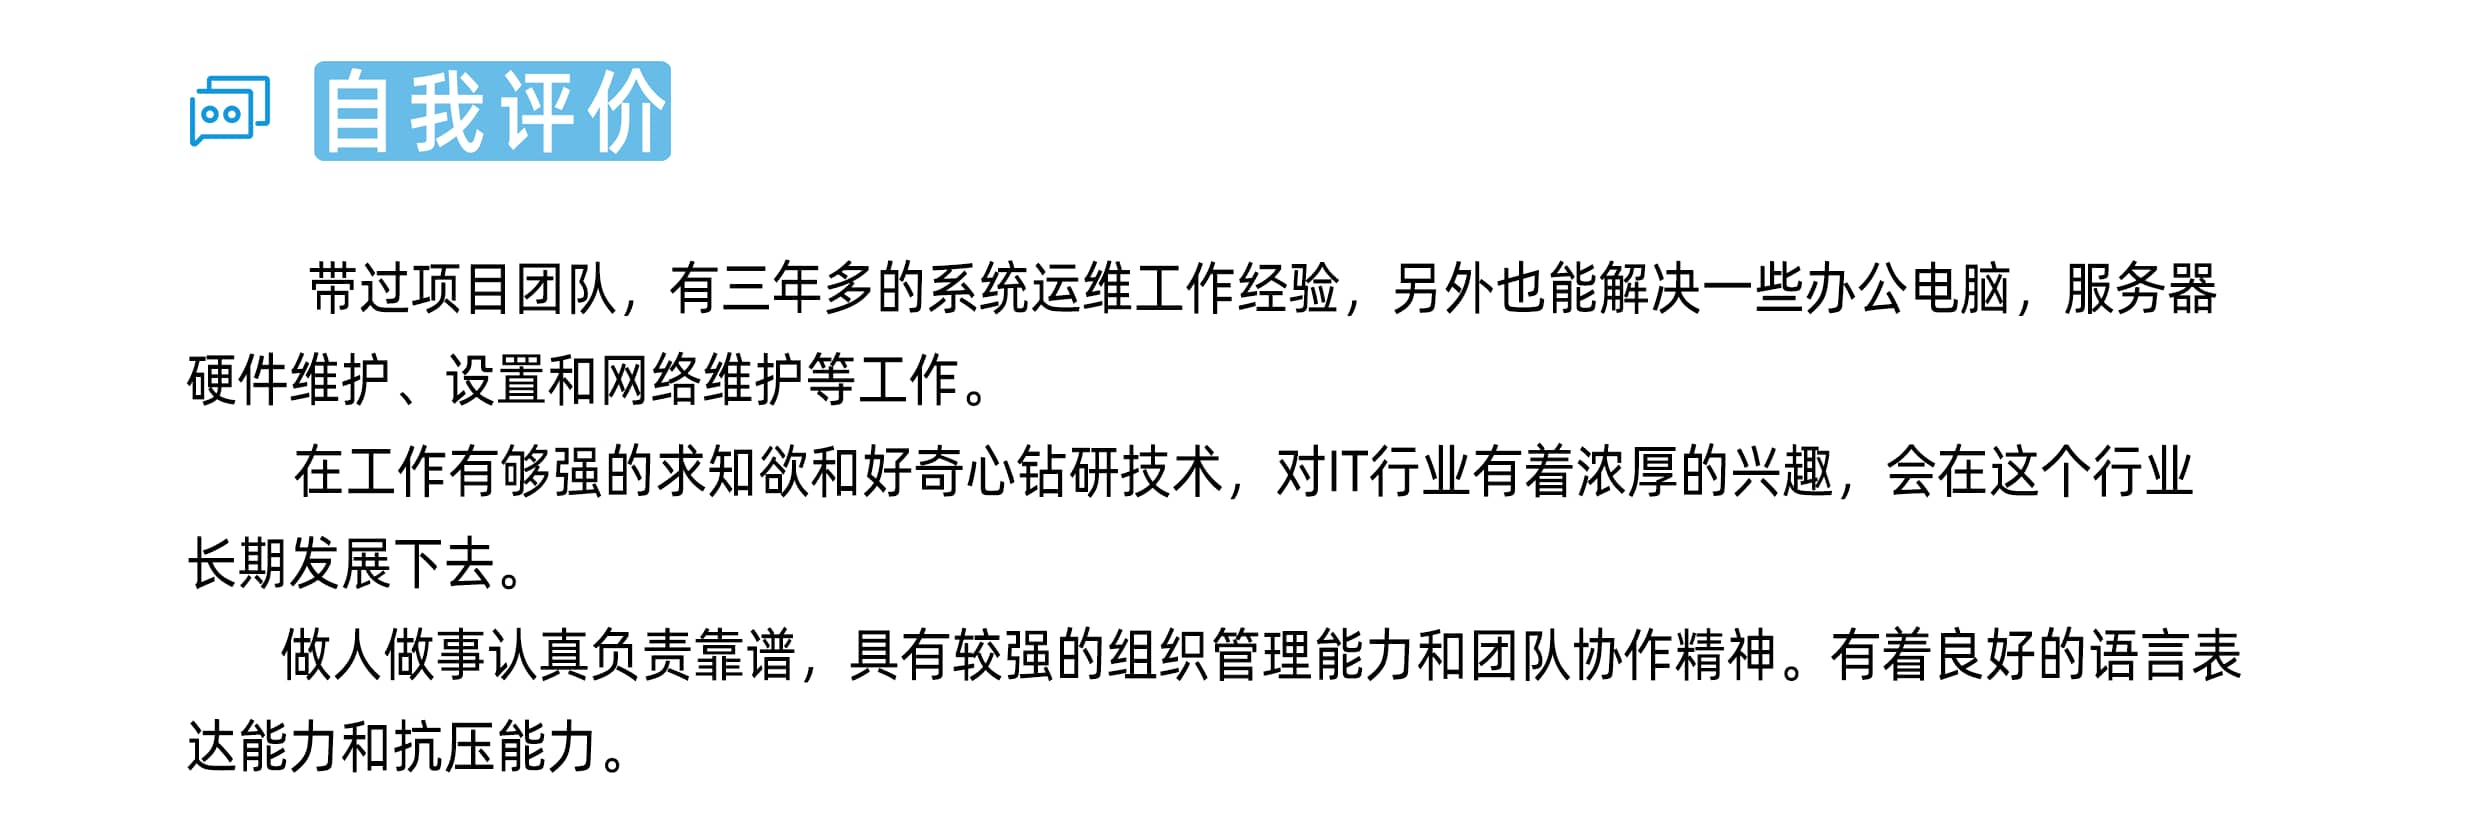 自我评价
带过项目团队，有三年多的系统运维工作经验，另外也能解决一些办公电脑，服务器
硬件维护、设置和网络维护等工作。
在工作有够强的求知欲和好奇心钻研技术，对IT行业有着浓厚的兴趣，会在这个行业
长期发展下去。
做人做事认真负责靠谱，具有较强的组织管理能力和团队协作精神。有着良好的语言表
达能力和抗压能力。